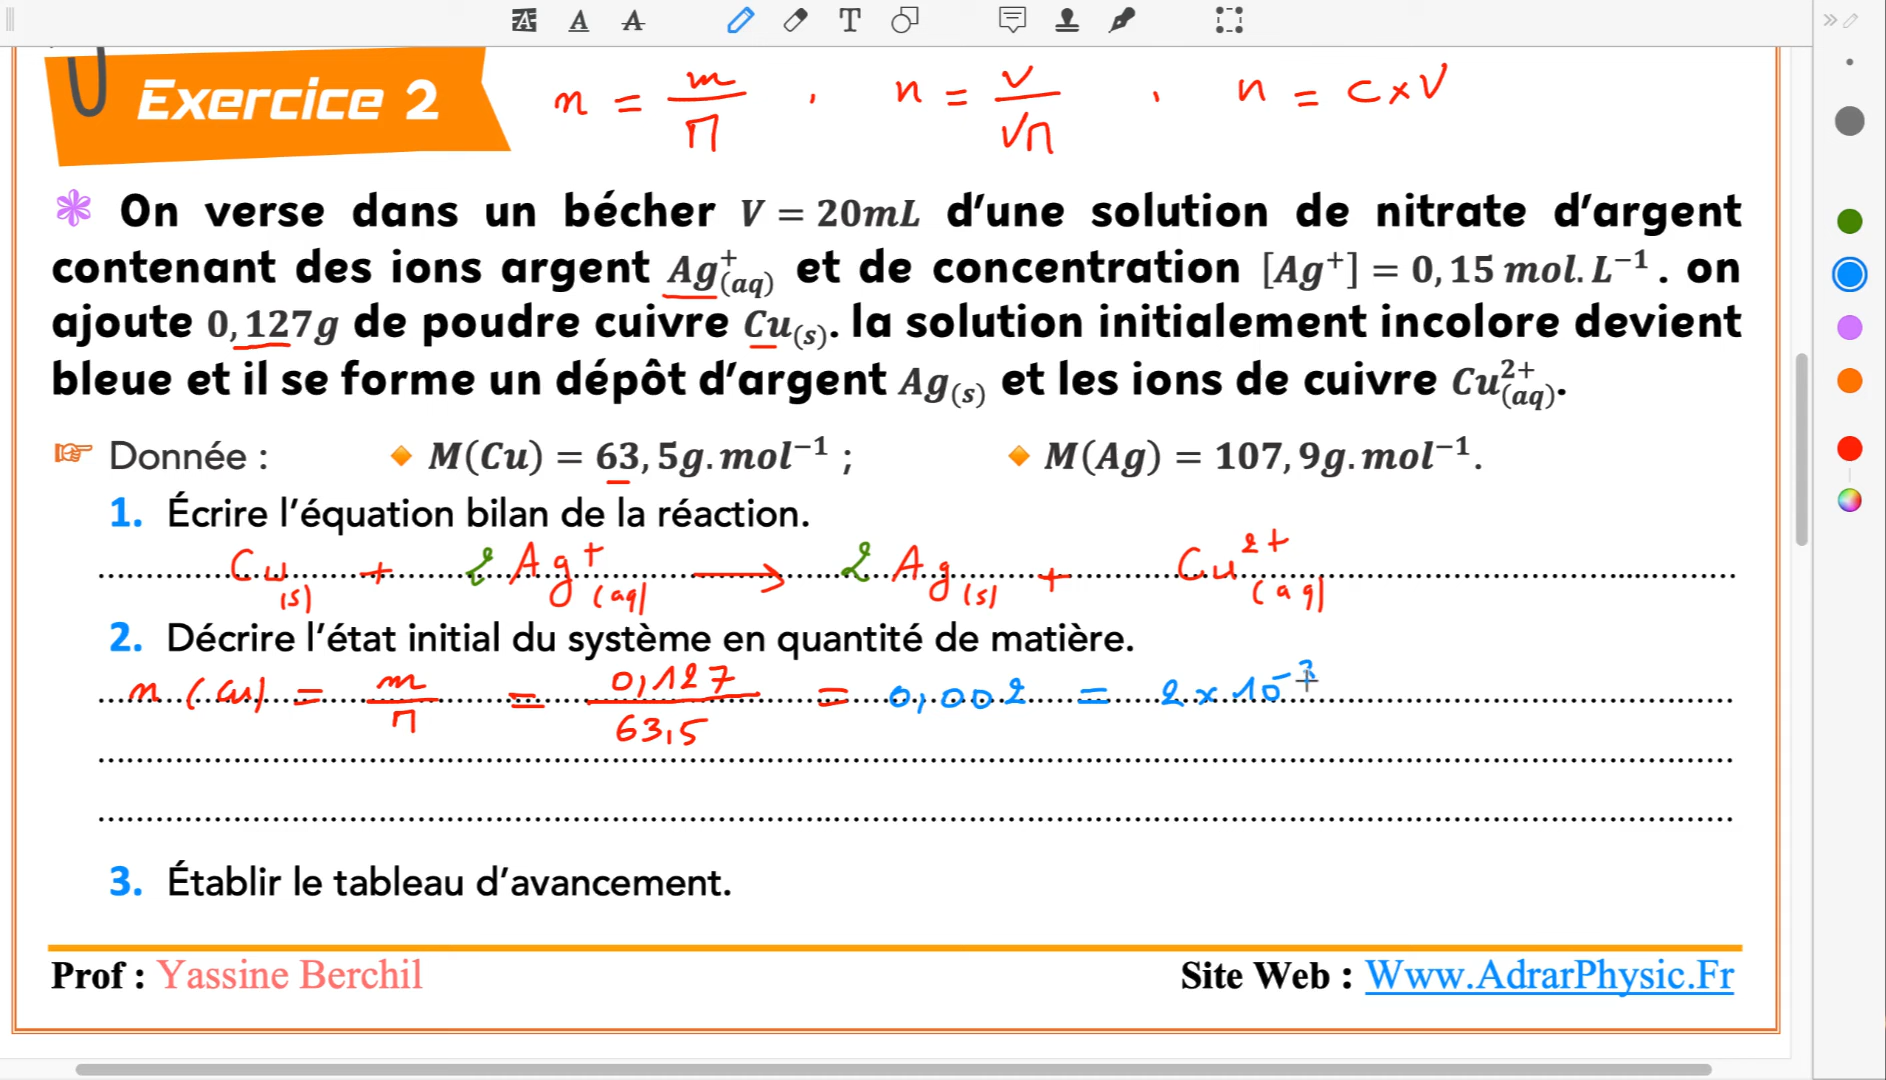 Exercice 2
n = m/M , n = V/VM , n = C x V
On verse dans un bécher V = 20mL d’une solution de nitrate d’argent
contenant des ions argent Ag⁺(aq) et de concentration [Ag⁺] = 0, 15 mol. L⁻¹ . on
ajoute 0, 127g de poudre cuivre Cu(s). la solution initialement incolore devient
bleue et il se forme un dépôt d’argent Ag(s) et les ions de cuivre Cu²⁺(aq).
Donnée : M(Cu) = 63, 5g. mol⁻¹ ; M(Ag) = 107, 9g. mol⁻¹.
1. Écrire l’équation bilan de la réaction.
Cu(s) + 2 Ag⁺(aq) → 2 Ag(s) + Cu²⁺(aq)
2. Décrire l’état initial du système en quantité de matière.
n (Cu) = m/M = 0,127/63,5 = 0,002 = 2 x 10⁻³
3. Établir le tableau d’avancement.
Prof : Yassine Berchil Site Web : Www.AdrarPhysic.Fr